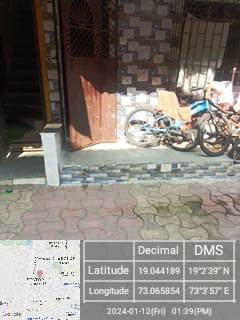 Decimal DMS
Latitude 19.044189 19°2'39" N
Longitude 73.065854 73°3'57" E
2024-01-12(Fri) 01:39(PM)
Google